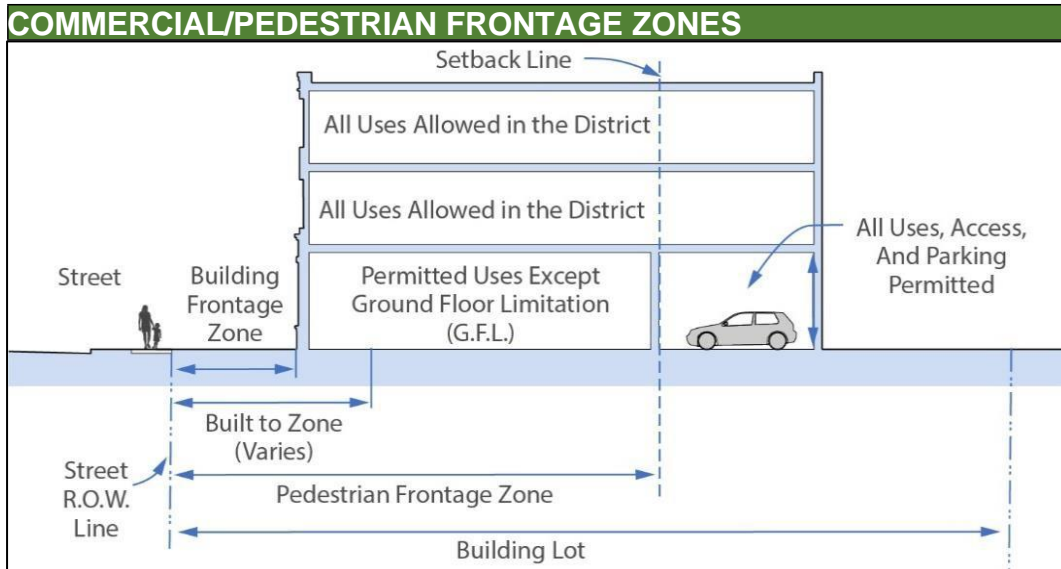 COMMERCIAL/PEDESTRIAN FRONTAGE ZONES
Setback Line
All Uses Allowed in the District
All Uses Allowed in the District
All Uses, Access,
And Parking
Permitted
Street
Building
Frontage
Zone
Permitted Uses Except
Ground Floor Limitation
(G.F.L.)
Built to Zone
(Varies)
Street
R.O.W.
Line
Pedestrian Frontage Zone
Building Lot